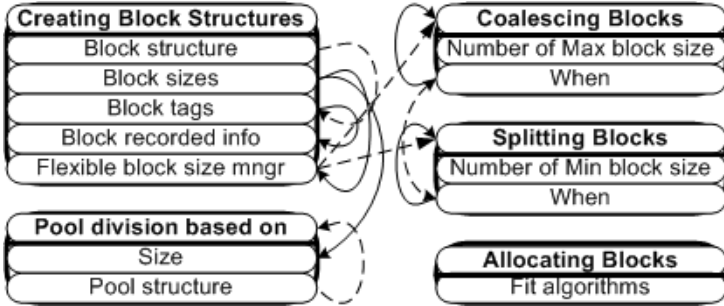 Creating Block Structures
Block structure
Block sizes
Block tags
Block recorded info
Flexible block size mngr
Pool division based on
Size
Pool structure
Coalescing Blocks
Number of Max block size
When
Splitting Blocks
Number of Min block size
When
Allocating Blocks
Fit algorithms